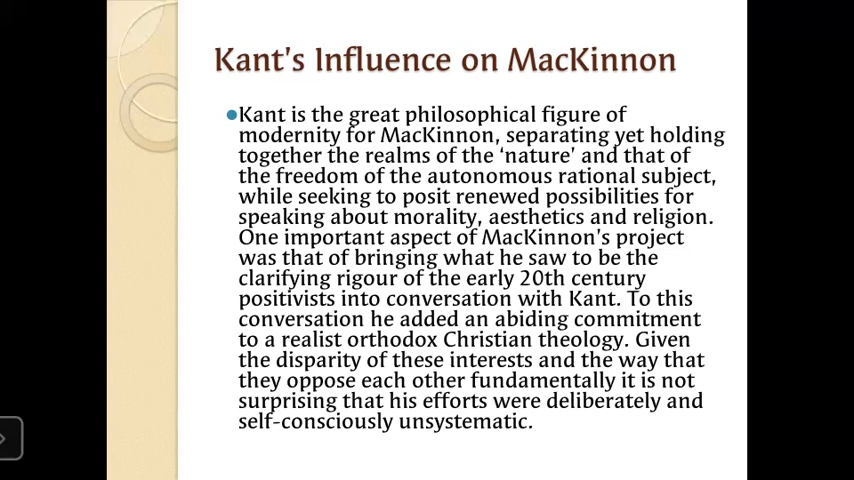 Kant's Influence on MacKinnon
Kant is the great philosophical figure of
modernity for MacKinnon, separating yet holding
together the realms of the ‘nature’ and that of
the freedom of the autonomous rational subject,
while seeking to posit renewed possibilities for
speaking about morality, aesthetics and religion.
One important aspect of MacKinnon’s project
was that of bringing what he saw to be the
clarifying rigour of the early 20th century
positivists into conversation with Kant. To this
conversation he added an abiding commitment
to a realist orthodox Christian theology. Given
the disparity of these interests and the way that
they oppose each other fundamentally it is not
surprising that his efforts were deliberately and
self-consciously unsystematic.